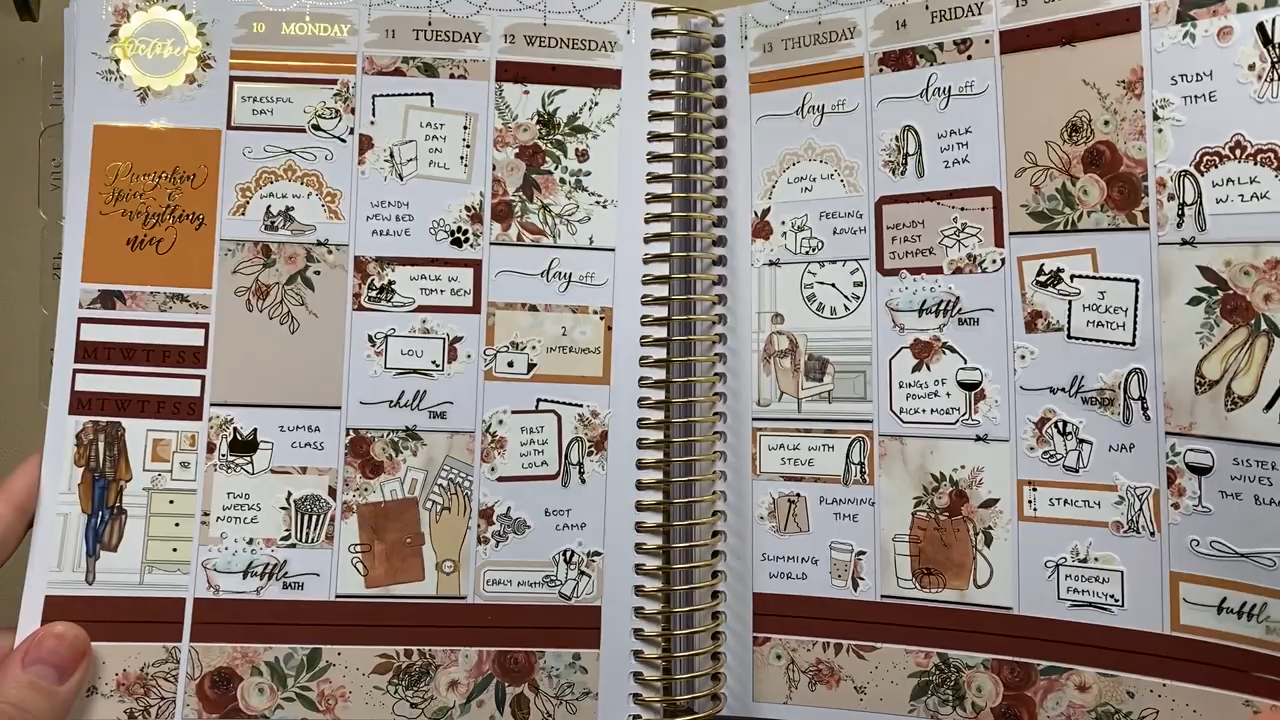 October
Pumpkin
Spice &
everything
nice
MTWTFSS
MTWTFSS
10 MONDAY
STRESSFUL
DAY
WALK W. P
ZUMBA
CLASS
TWO
WEEKS
NOTICE
bubble
BATH
11 TUESDAY
LAST
DAY
ON
PILL
WENDY
NEW BED
ARRIVE
WALK W.
TOM + BEN
LOU
chill
TIME
12 WEDNESDAY
day off
2
INTERVIEWS
FIRST
WALK
WITH
LOLA
BOOT
CAMP
EARLY NIGHT
13 THURSDAY
day off
LONG LIE
IN
FEELING
ROUGH
WALK WITH
STEVE
PLANNING
TIME
SLIMMING
WORLD
14 FRIDAY
day off
WALK
WITH
ZAK
WENDY
FIRST
JUMPER
bubble
BATH
RINGS OF
POWER +
RICK + MORTY
15
J
HOCKEY
MATCH
walk
WENDY
NAP
STRICTLY
MODERN
FAMILY
STUDY
TIME
WALK
W. ZAK
SISTER
WIVES
THE
bubble